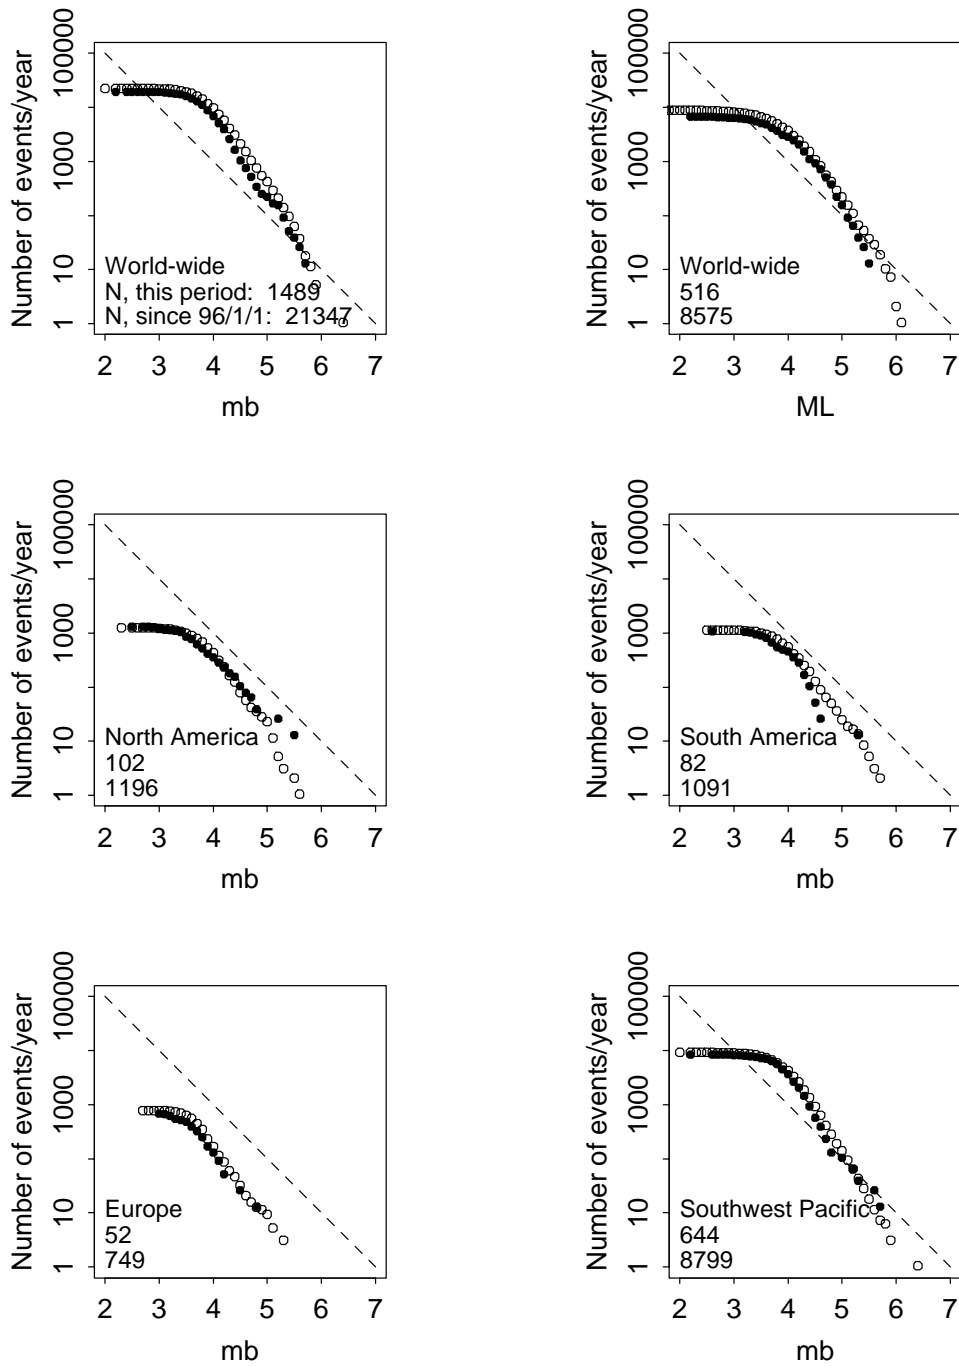 Number of events/year
100000
1000
10
1
World-wide
N, this period: 1489
N, since 96/1/1: 21347
2 3 4 5 6 7
mb
Number of events/year
100000
1000
10
1
World-wide
516
8575
2 3 4 5 6 7
ML
Number of events/year
100000
1000
10
1
North America
102
1196
2 3 4 5 6 7
mb
Number of events/year
100000
1000
10
1
South America
82
1091
2 3 4 5 6 7
mb
Number of events/year
100000
1000
10
1
Europe
52
749
2 3 4 5 6 7
mb
Number of events/year
100000
1000
10
1
Southwest Pacific
644
8799
2 3 4 5 6 7
mb